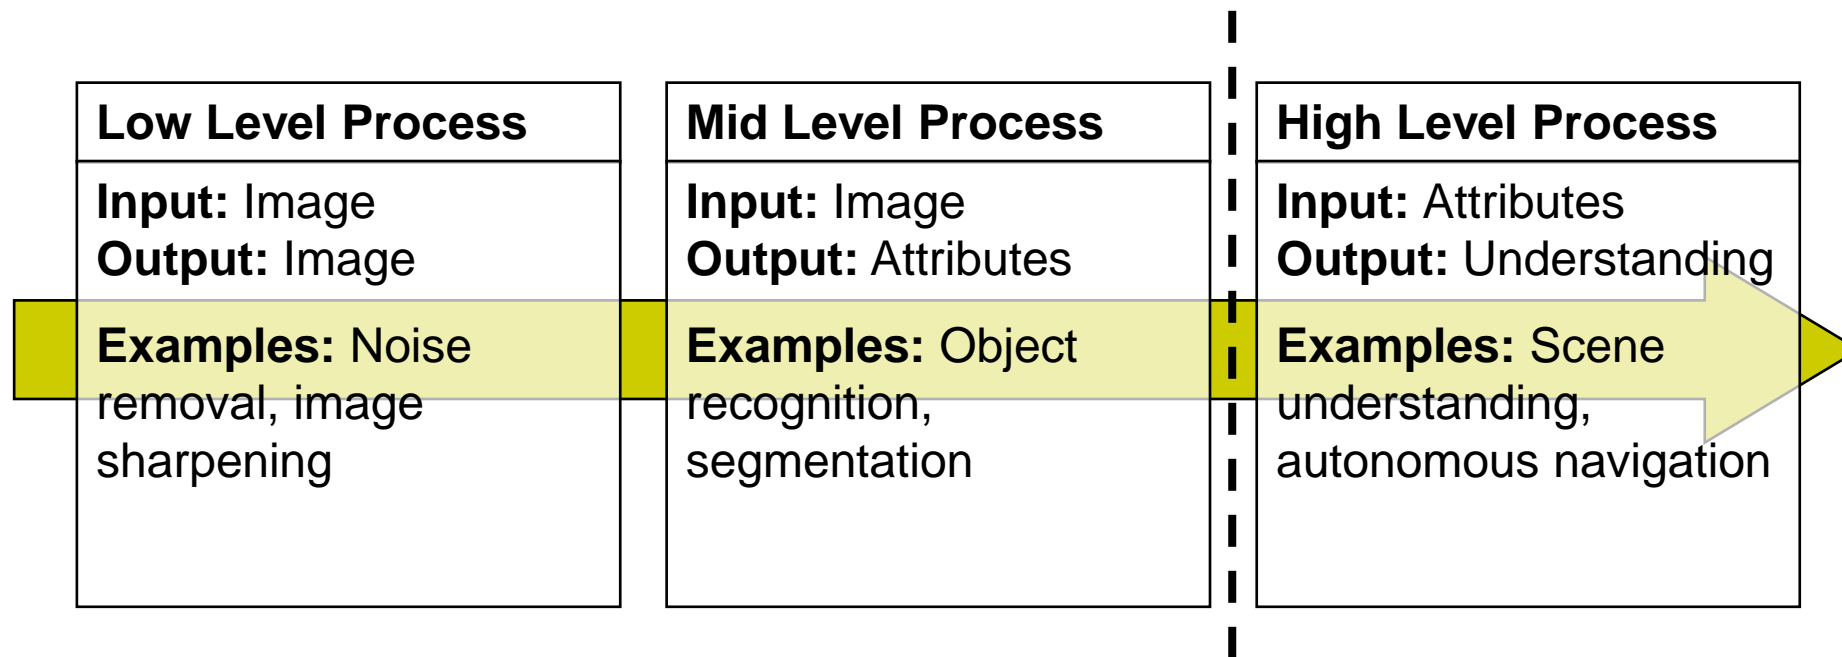 Low Level Process
Input: Image
Output: Image
Examples: Noise
removal, image
sharpening
Mid Level Process
Input: Image
Output: Attributes
Examples: Object
recognition,
segmentation
High Level Process
Input: Attributes
Output: Understanding
Examples: Scene
understanding,
autonomous navigation